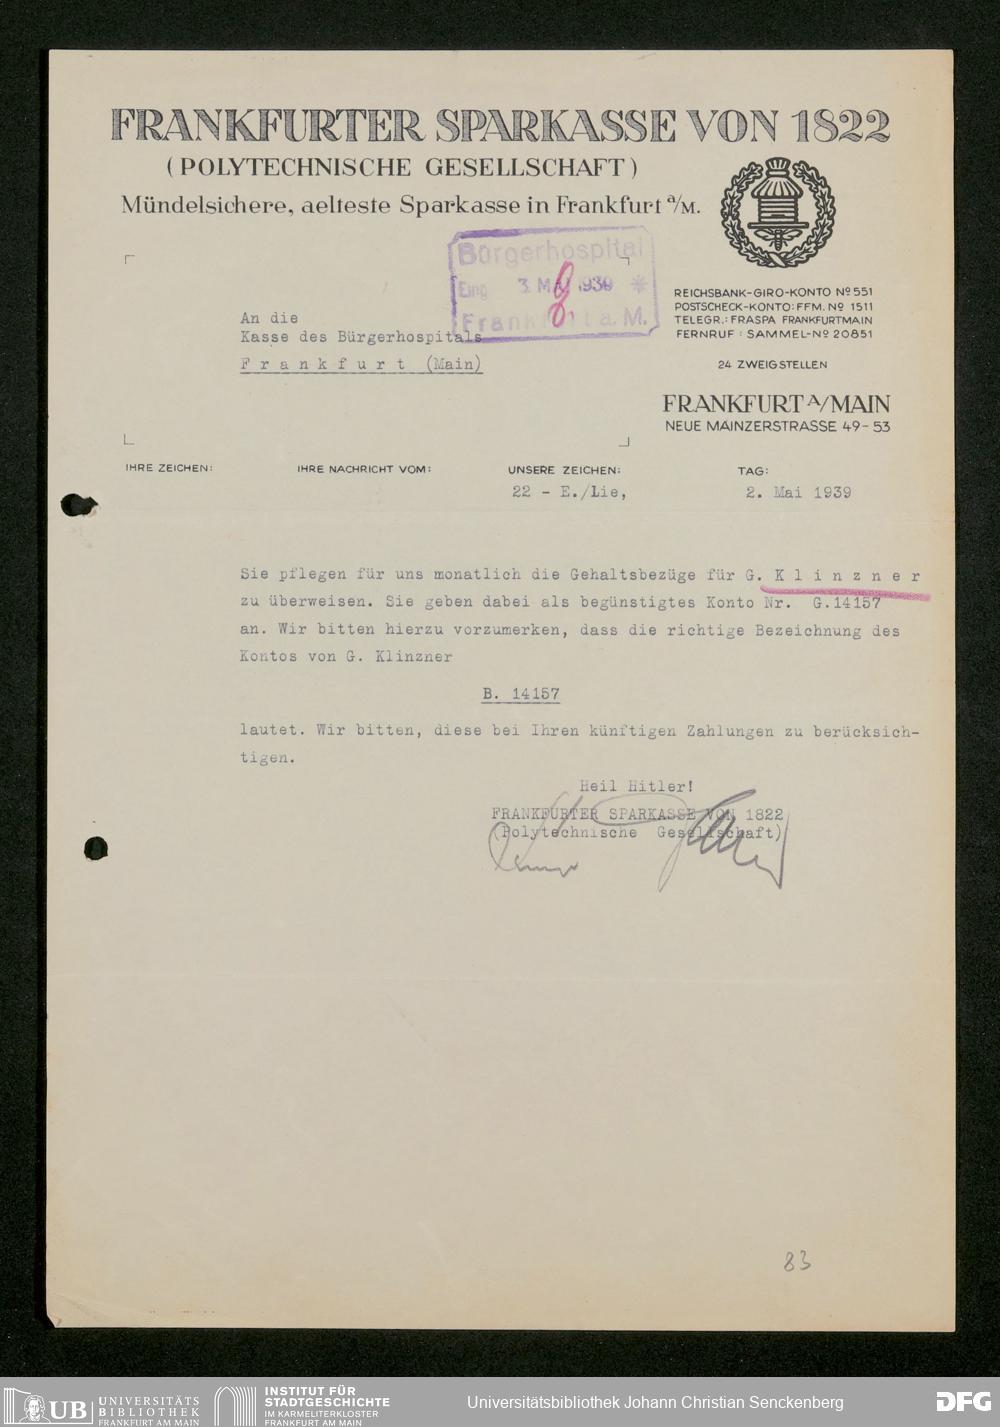 FRANKFURTER SPARKASSE VON 1822
(POLYTECHNISCHE GESELLSCHAFT)
Mündelsichere, aelteste Sparkasse in Frankfurt a/M.
Bürgerhospital
Eing. 3. MAI 1939 *
Frankfurt a. M.
An die
Kasse des Bürgerhospitals
Frankfurt (Main)
REICHSBANK-GIRO-KONTO Nº 551
POSTSCHECK-KONTO: FFM. Nº 1511
TELEGR.: FRASPA FRANKFURTMAIN
FERNRUF: SAMMEL-Nº 20851
24 ZWEIGSTELLEN
FRANKFURT A/MAIN
NEUE MAINZERSTRASSE 49-53
IHRE ZEICHEN: IHRE NACHRICHT VOM: UNSERE ZEICHEN: TAG:
22 - E./Lie, 2. Mai 1939
Sie pflegen für uns monatlich die Gehaltsbezüge für G. Klinzner
zu überweisen. Sie geben dabei als begünstigtes Konto Nr. G.14157
an. Wir bitten hierzu vorzumerken, dass die richtige Bezeichnung des
Kontos von G. Klinzner
B. 14157
lautet. Wir bitten, diese bei Ihren künftigen Zahlungen zu berücksich-
tigen.
Heil Hitler!
FRANKFURTER SPARKASSE VON 1822
(Polytechnische Gesellschaft)
83
UB UNIVERSITÄTS
BIBLIOTHEK
FRANKFURT AM MAIN
INSTITUT FÜR
STADTGESCHICHTE
IM KARMELITERKLOSTER
FRANKFURT AM MAIN
Universitätsbibliothek Johann Christian Senckenberg
DFG